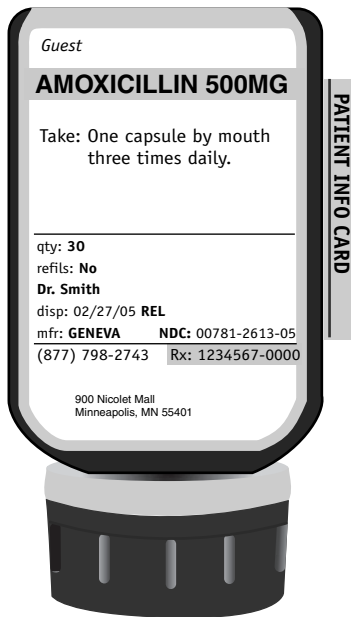 Guest
AMOXICILLIN 500MG
Take: One capsule by mouth
three times daily.
qty: 30
refils: No
Dr. Smith
disp: 02/27/05 REL
mfr: GENEVA NDC: 00781-2613-05
(877) 798-2743 Rx: 1234567-0000
900 Nicolet Mall
Minneapolis, MN 55401
PATIENT INFO CARD